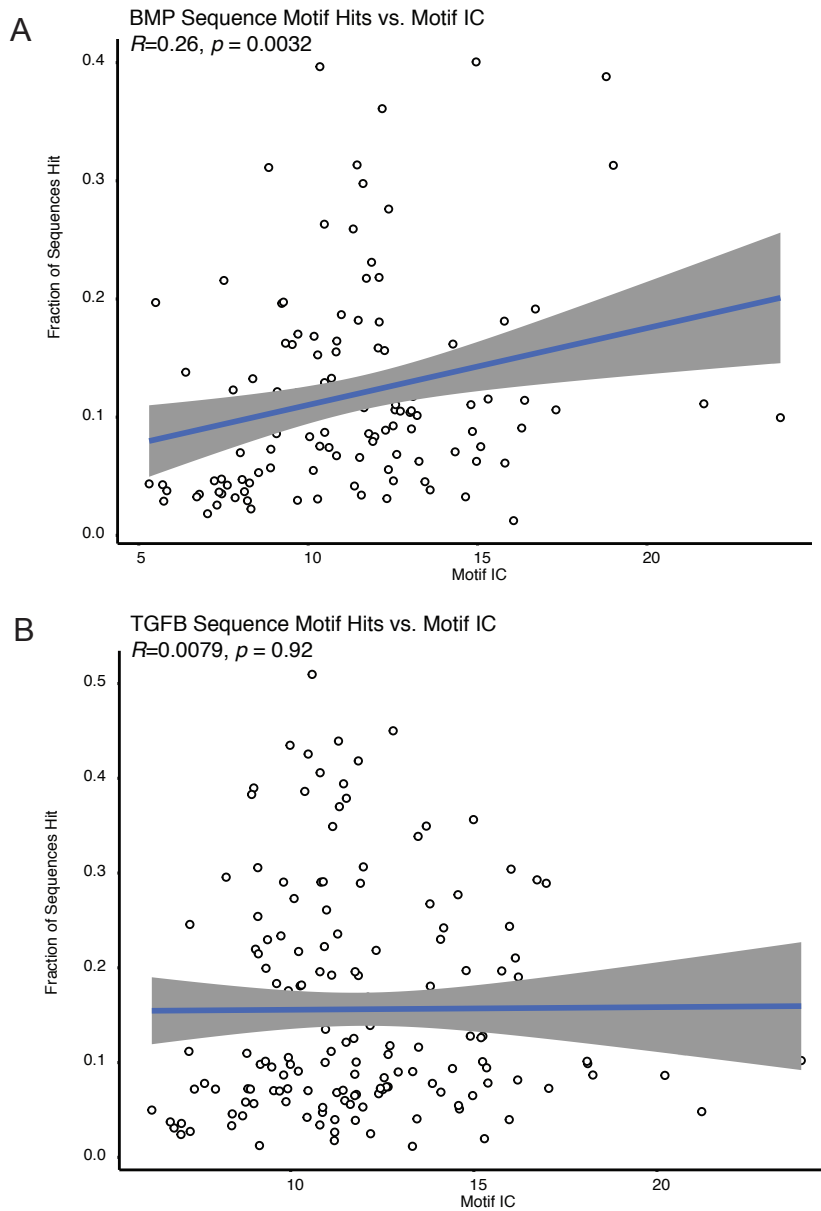 A
BMP Sequence Motif Hits vs. Motif IC
R=0.26, p = 0.0032
Fraction of Sequences Hit
0.4
0.3
0.2
0.1
0.0
5
10
15
20
Motif IC
B
TGFB Sequence Motif Hits vs. Motif IC
R=0.0079, p = 0.92
Fraction of Sequences Hit
0.5
0.4
0.3
0.2
0.1
0.0
10
15
20
Motif IC